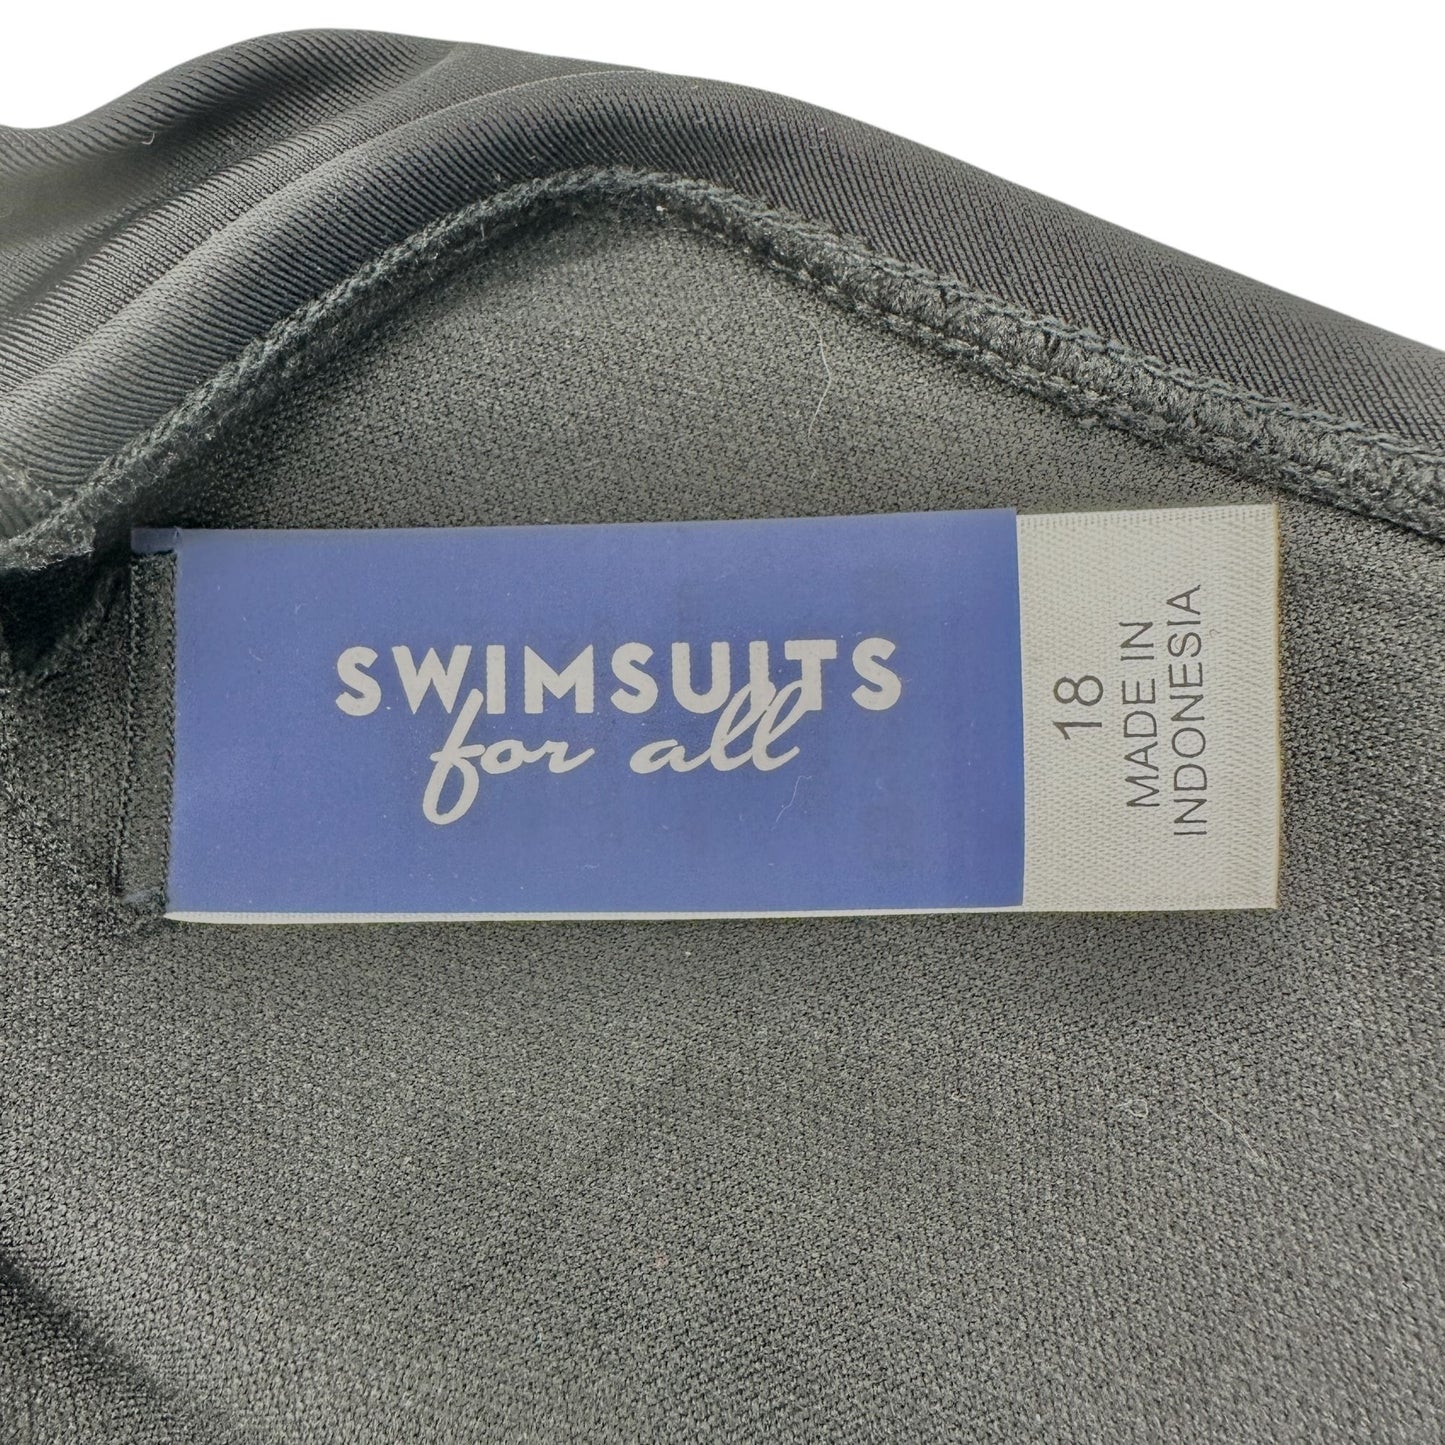 SWIMSUITS
for all
18
MADE IN
INDONESIA